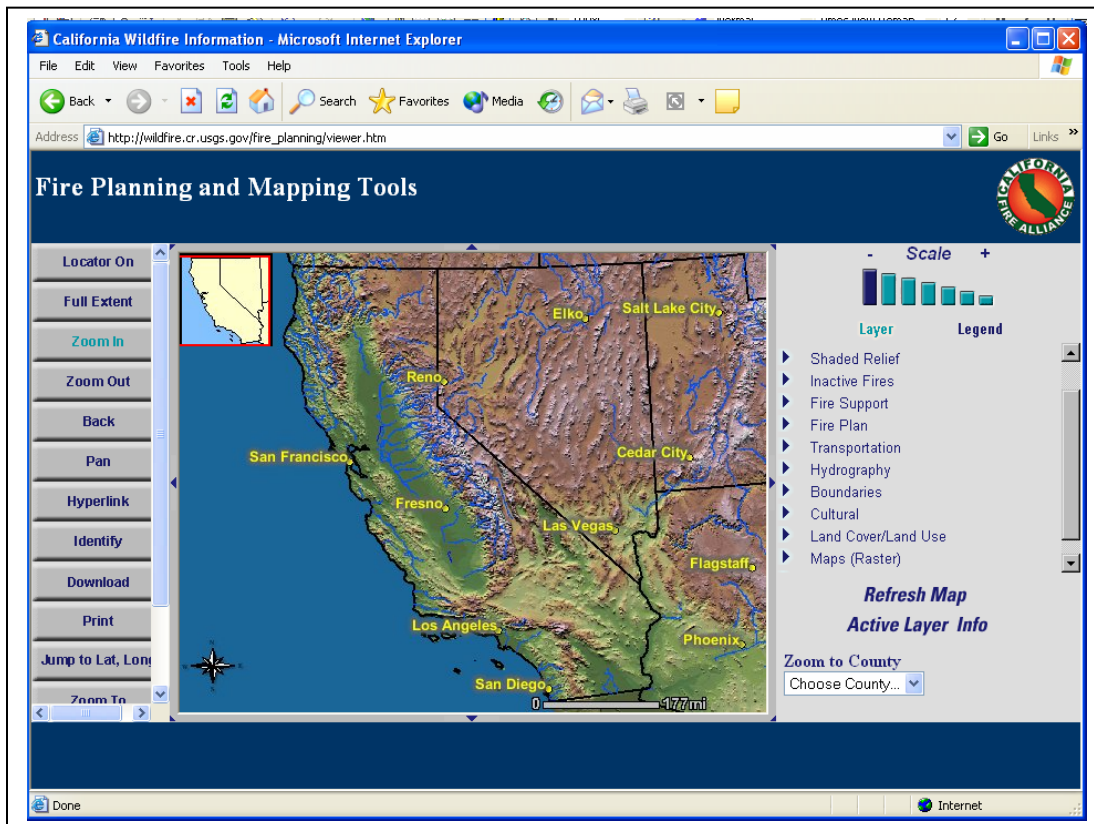 California Wildfire Information - Microsoft Internet Explorer
File Edit View Favorites Tools Help
Back Search Favorites Media
Address http://wildfire.cr.usgs.gov/fire_planning/viewer.htm Go Links »
Fire Planning and Mapping Tools
CALIFORNIA FIRE ALLIANCE
Locator On
Full Extent
Zoom In
Zoom Out
Back
Pan
Hyperlink
Identify
Download
Print
Jump to Lat, Long
Zoom To
Elko
Salt Lake City
Reno
San Francisco
Cedar City
Fresno
Las Vegas
Flagstaff
Los Angeles
Phoenix
San Diego
0 177 mi
- Scale +
Layer Legend
Shaded Relief
Inactive Fires
Fire Support
Fire Plan
Transportation
Hydrography
Boundaries
Cultural
Land Cover/Land Use
Maps (Raster)
Refresh Map
Active Layer Info
Zoom to County
Choose County...
Done Internet